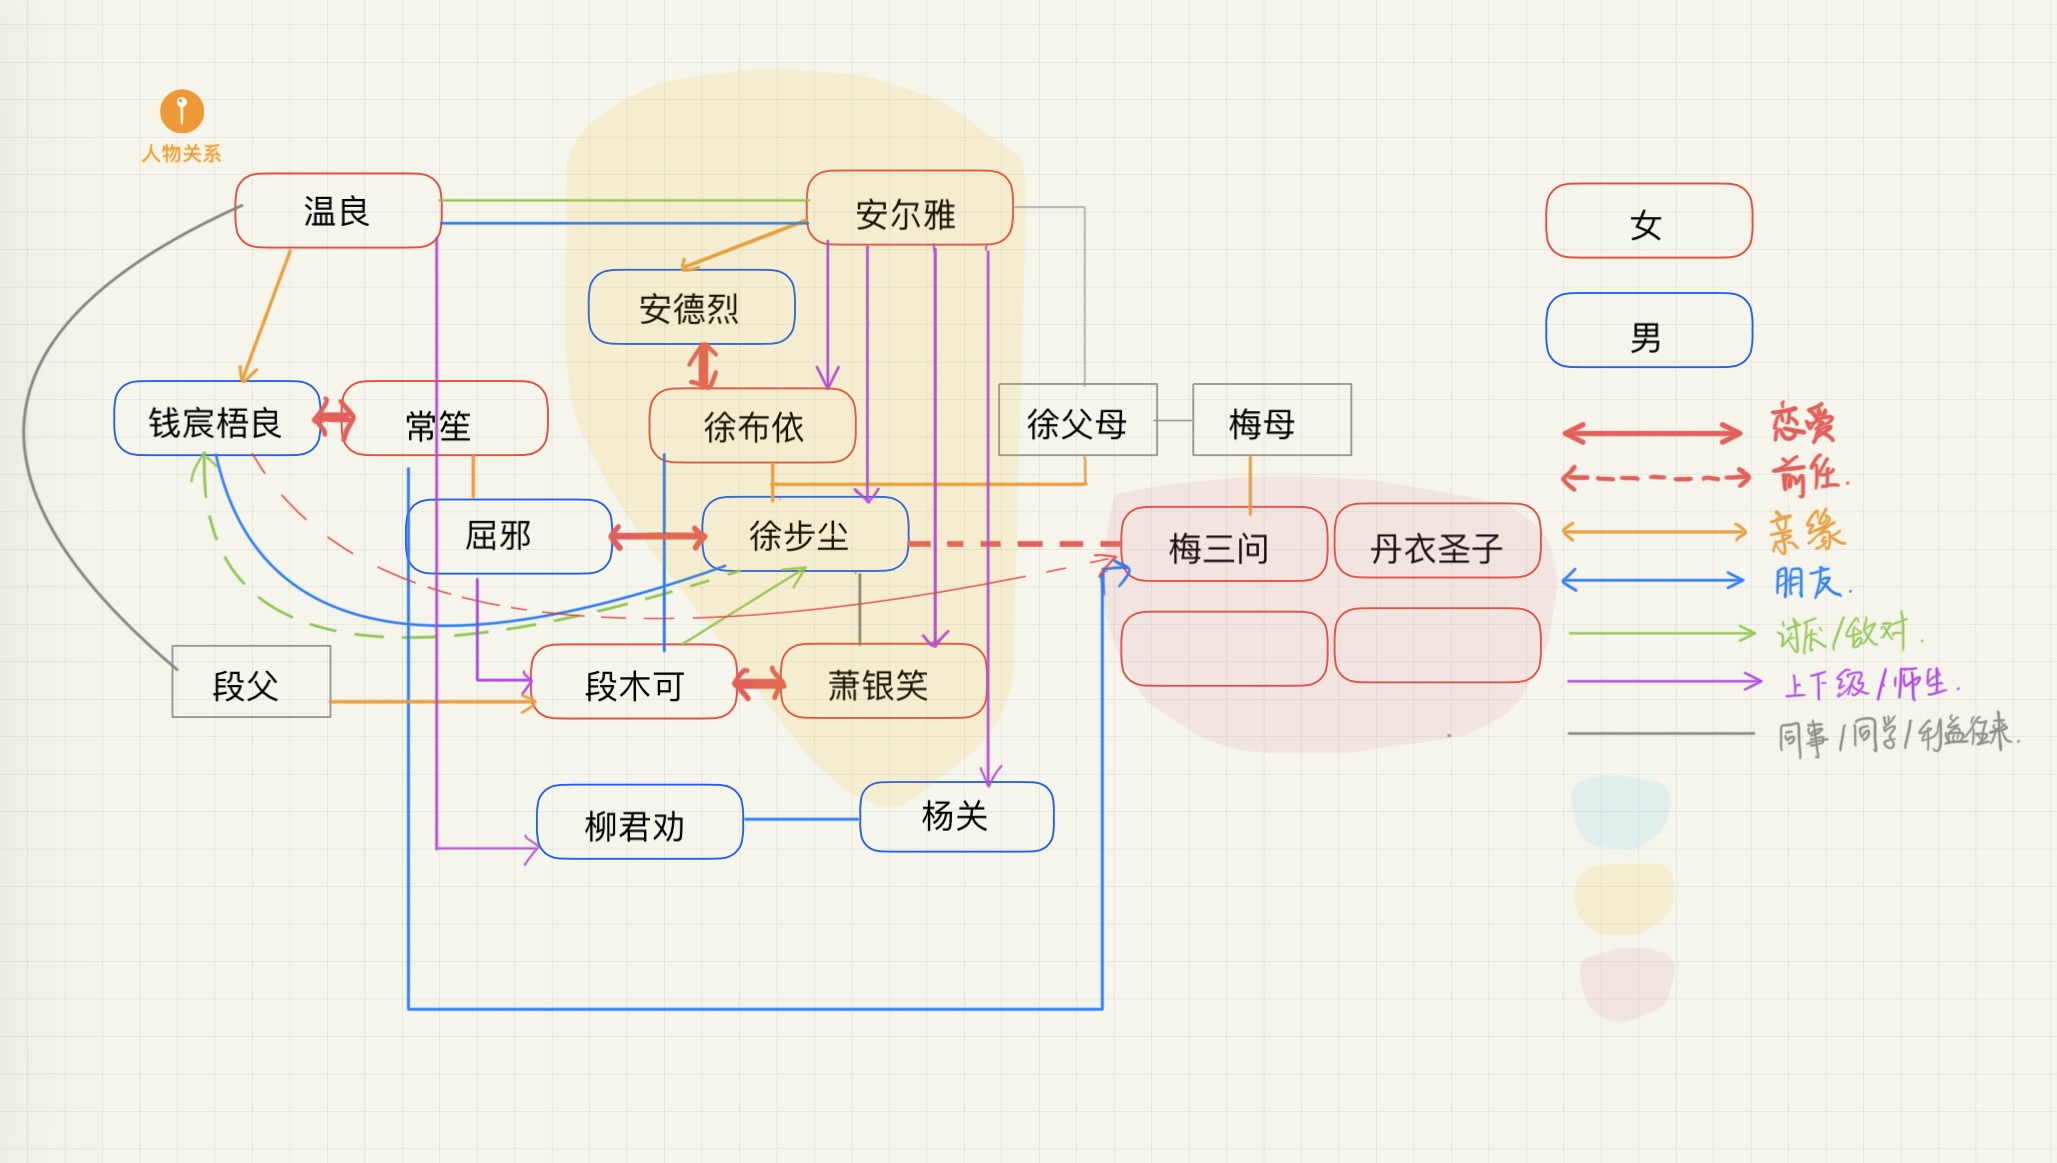 人物关系
温良
安尔雅
女
安德烈
男
钱宸梧良
常笙
徐布依
徐父母
梅母
恋爱
前任.
屈邪
徐步尘
梅三问
丹衣圣子
亲缘
朋友.
讨厌/敌对.
段父
段木可
萧银笑
上下级/师生.
同事/同学/利益往来.
柳君劝
杨关